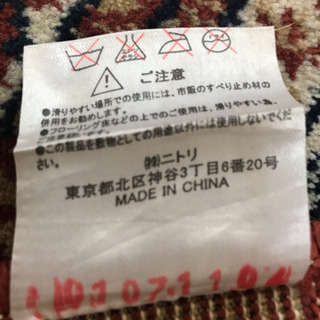 ご注意
●滑りやすい場所での使用には、市販のすべり止め材の
併用をお勧めします。
●フローリング床などの上でのご使用は、滑りやすい為、
●この製品を敷物としての用途以外には使用しないでくだ
㈱ニトリ
東京都北区神谷3丁目6番20号
MADE IN CHINA